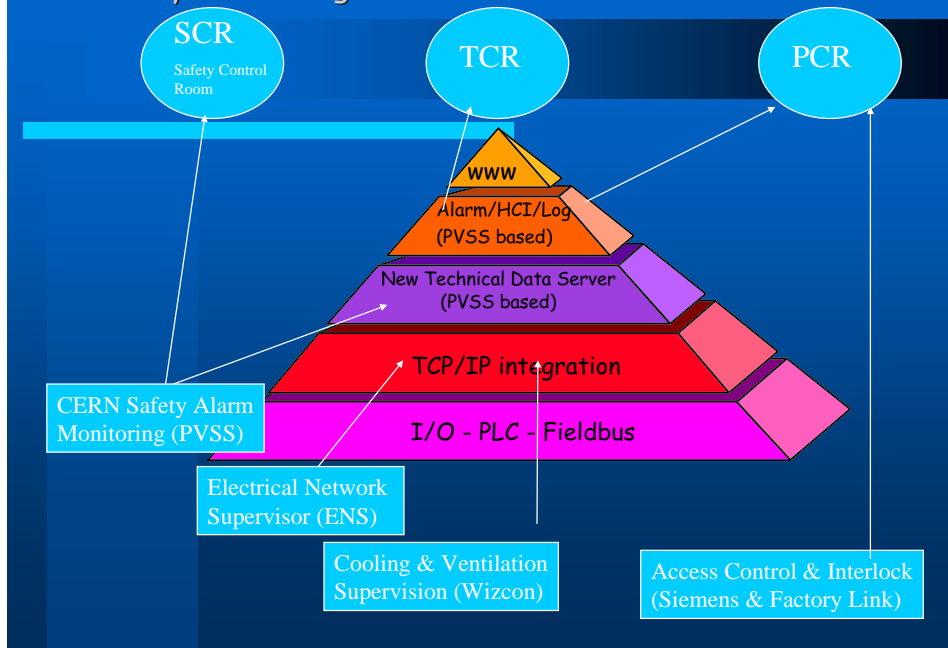 SCR
Safety Control
Room
TCR
PCR
www
Alarm/HCI/Log
(PVSS based)
New Technical Data Server
(PVSS based)
TCP/IP integration
I/O - PLC - Fieldbus
CERN Safety Alarm
Monitoring (PVSS)
Electrical Network
Supervisor (ENS)
Cooling & Ventilation
Supervision (Wizcon)
Access Control & Interlock
(Siemens & Factory Link)